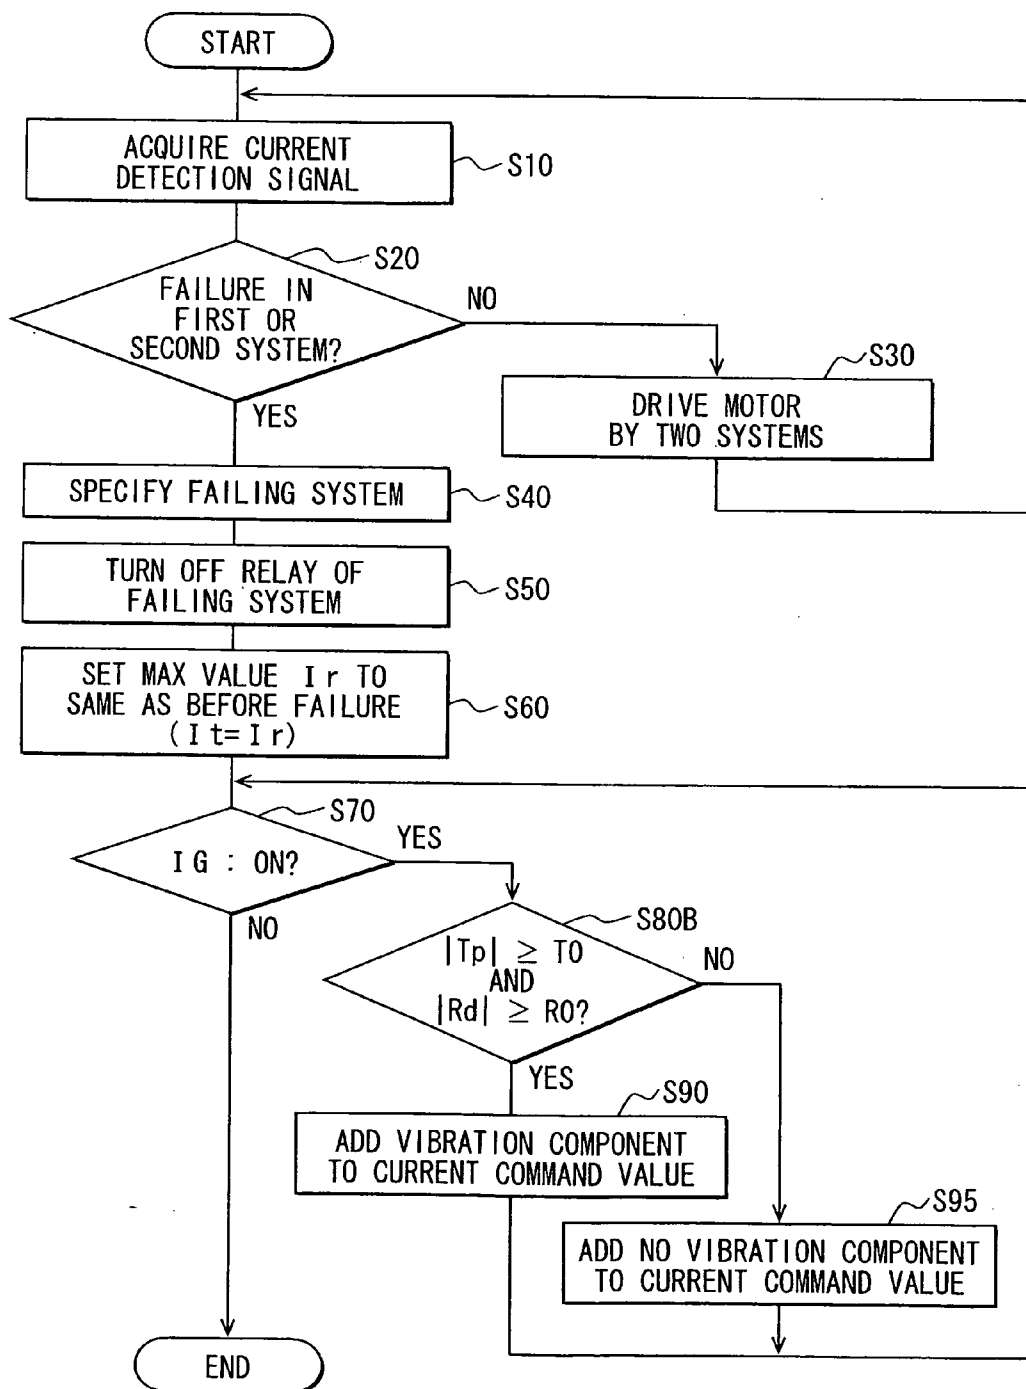 START
ACQUIRE CURRENT
DETECTION SIGNAL
S10
S20
FAILURE IN
FIRST OR
SECOND SYSTEM?
NO
YES
S30
DRIVE MOTOR
BY TWO SYSTEMS
SPECIFY FAILING SYSTEM
S40
TURN OFF RELAY OF
FAILING SYSTEM
S50
SET MAX VALUE Ir TO
SAME AS BEFORE FAILURE
(It=Ir)
S60
S70
IG : ON?
YES
NO
S80B
|Tp| ≥ T0
AND
|Rd| ≥ R0?
NO
YES
S90
ADD VIBRATION COMPONENT
TO CURRENT COMMAND VALUE
S95
ADD NO VIBRATION COMPONENT
TO CURRENT COMMAND VALUE
END